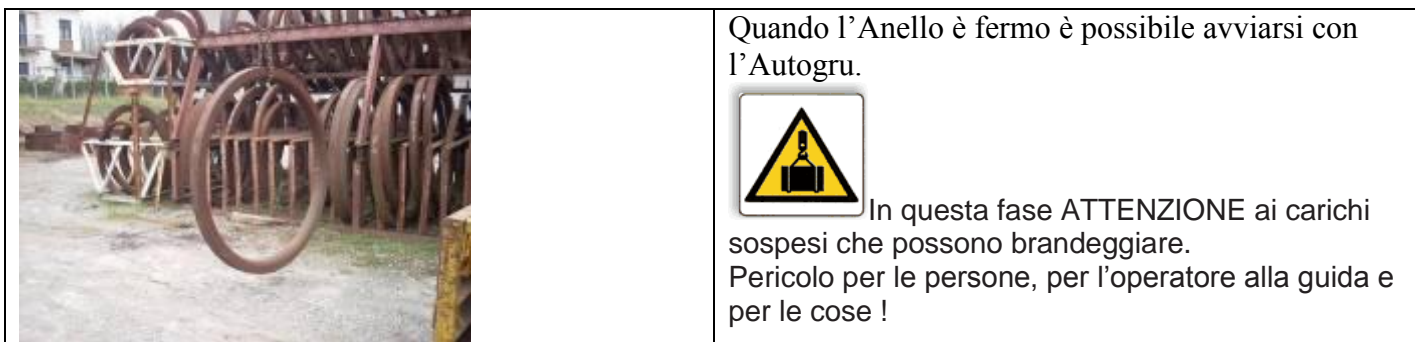 Quando l’Anello è fermo è possibile avviarsi con
l’Autogru.
In questa fase ATTENZIONE ai carichi
sospesi che possono brandeggiare.
Pericolo per le persone, per l’operatore alla guida e
per le cose !